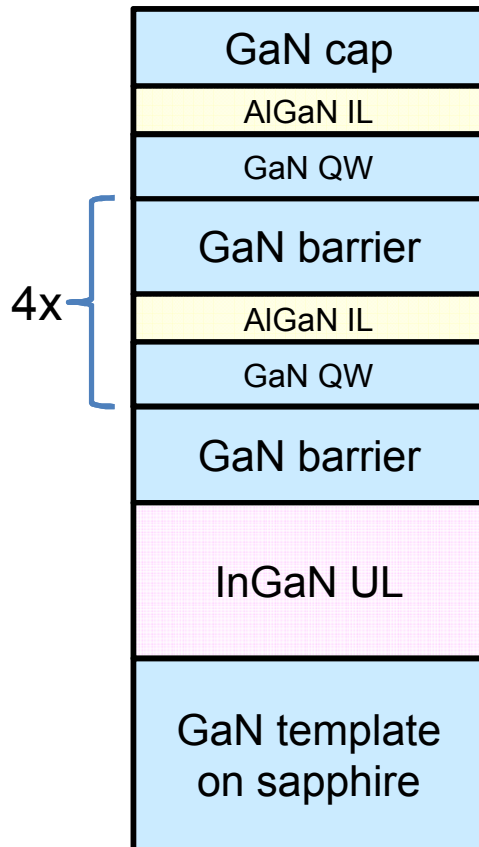 GaN cap
AlGaN IL
GaN QW
GaN barrier
4x
AlGaN IL
GaN QW
GaN barrier
InGaN UL
GaN template
on sapphire